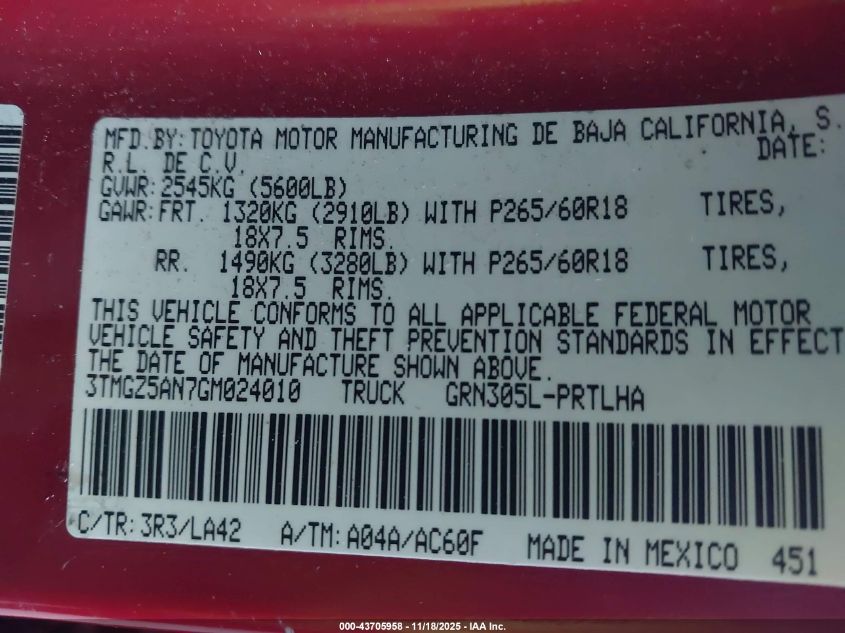 MFD.BY: TOYOTA MOTOR MANUFACTURING DE BAJA CALIFORNIA, S.
R.L. DE C.V. DATE:
GVWR: 2545KG (5600LB)
GAWR: FRT. 1320KG (2910LB) WITH P265/60R18 TIRES,
18X7.5 RIMS.
RR. 1490KG (3280LB) WITH P265/60R18 TIRES,
18X7.5 RIMS.
THIS VEHICLE CONFORMS TO ALL APPLICABLE FEDERAL MOTOR
VEHICLE SAFETY AND THEFT PREVENTION STANDARDS IN EFFECT
THE DATE OF MANUFACTURE SHOWN ABOVE.
3TMGZ5AN7GM024010 TRUCK GRN305L-PRTLHA
C/TR: 3R3/LA42 A/TM: A04A/AC60F MADE IN MEXICO 451
000-43705958 - 11/18/2025 - IAA Inc.